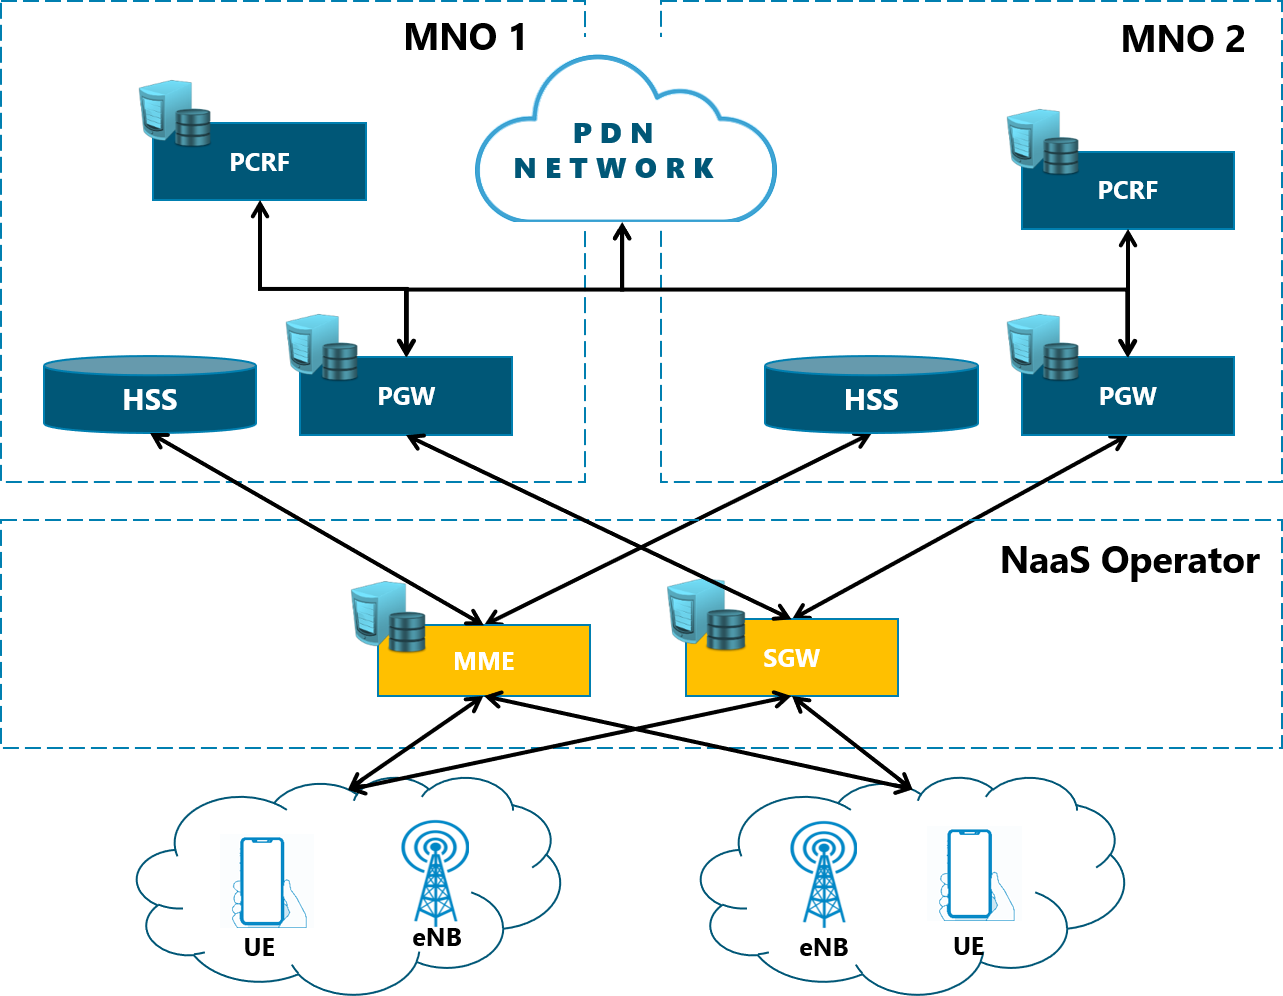 MNO 1
MNO 2
PDN
NETWORK
PCRF
PCRF
HSS
PGW
HSS
PGW
NaaS Operator
MME
SGW
UE
eNB
eNB
UE